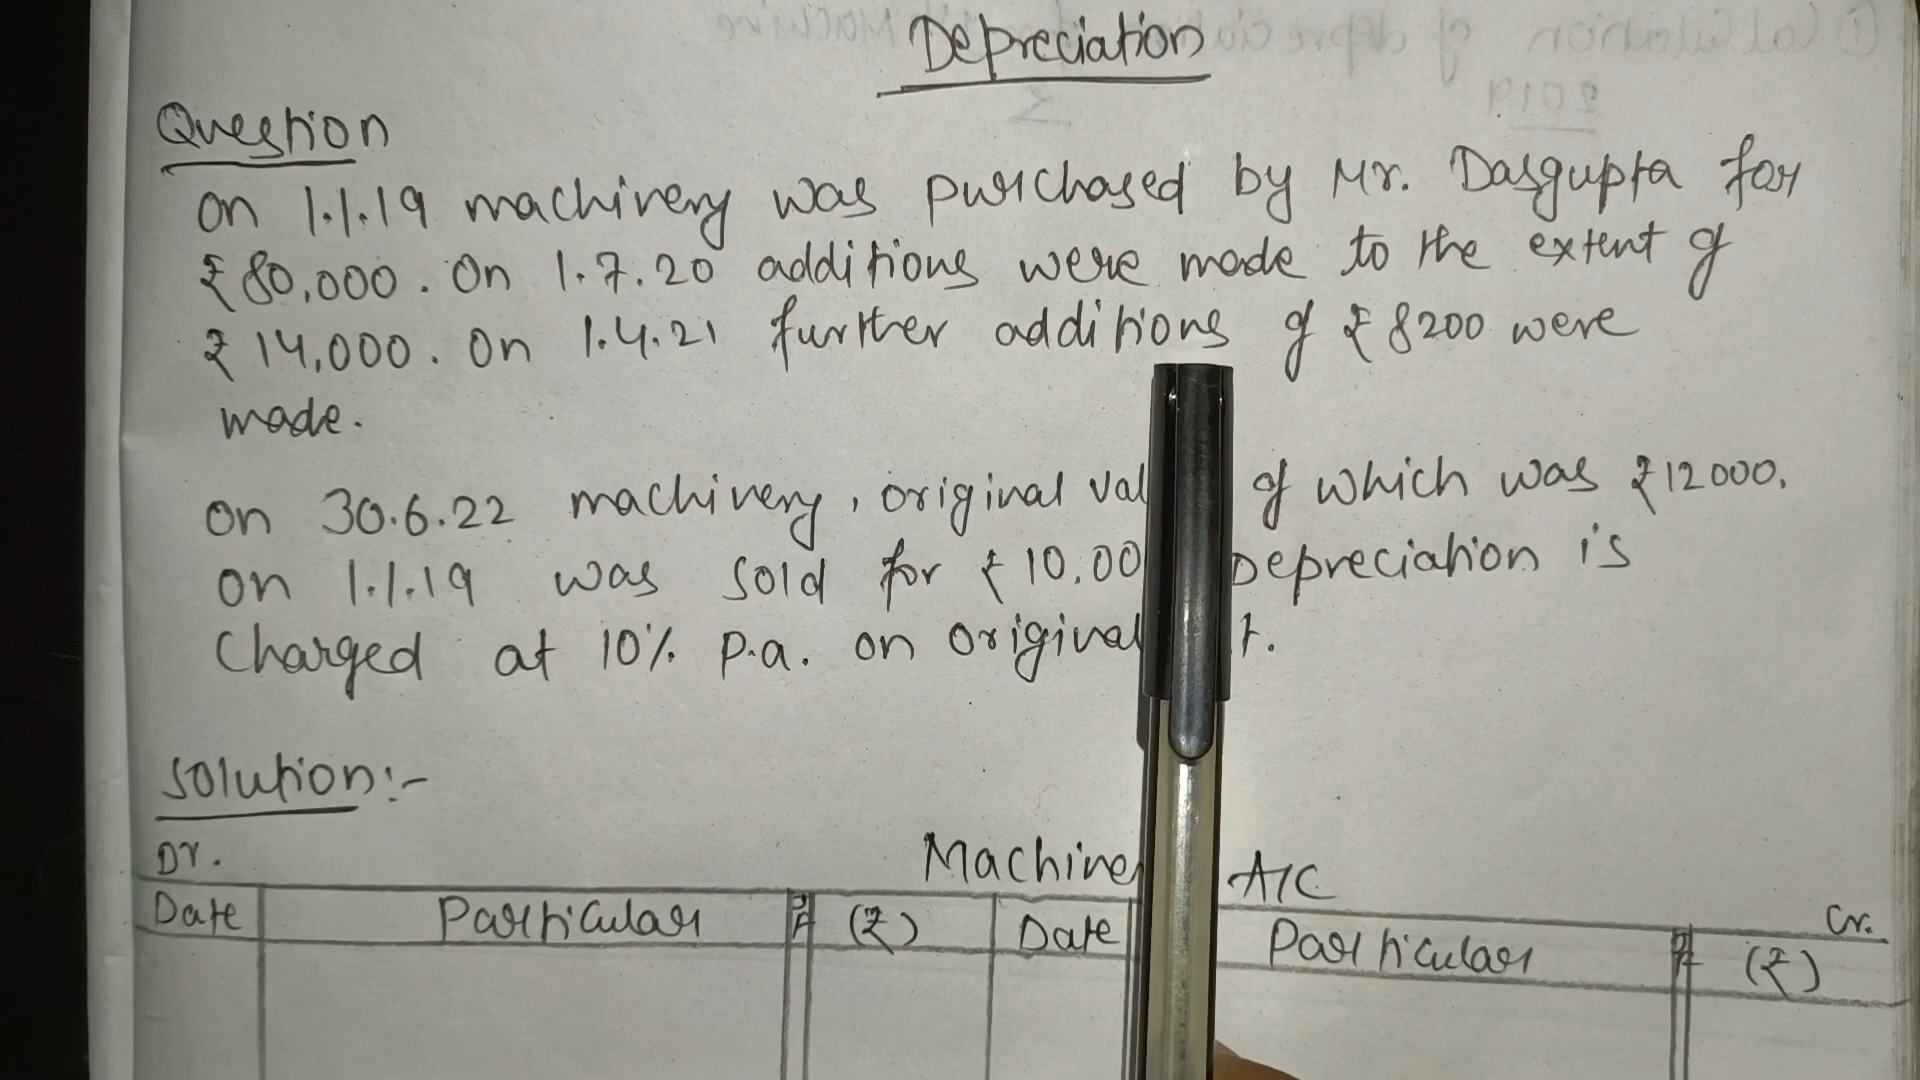 Depreciation
Question
On 1.1.19 machinery was purchased by Mr. Dasgupta for
₹80,000. On 1.7.20 additions were made to the extent of
₹14,000. On 1.4.21 further additions of ₹8200 were
made.
On 30.6.22 machinery, original val of which was ₹12000.
on 1.1.19 was sold for ₹10,00 Depreciation is
Charged at 10% p.a. on original t.
Solution:-
Dr. Machine A/C Cr.
Date Particular (₹) Date Particular (₹)